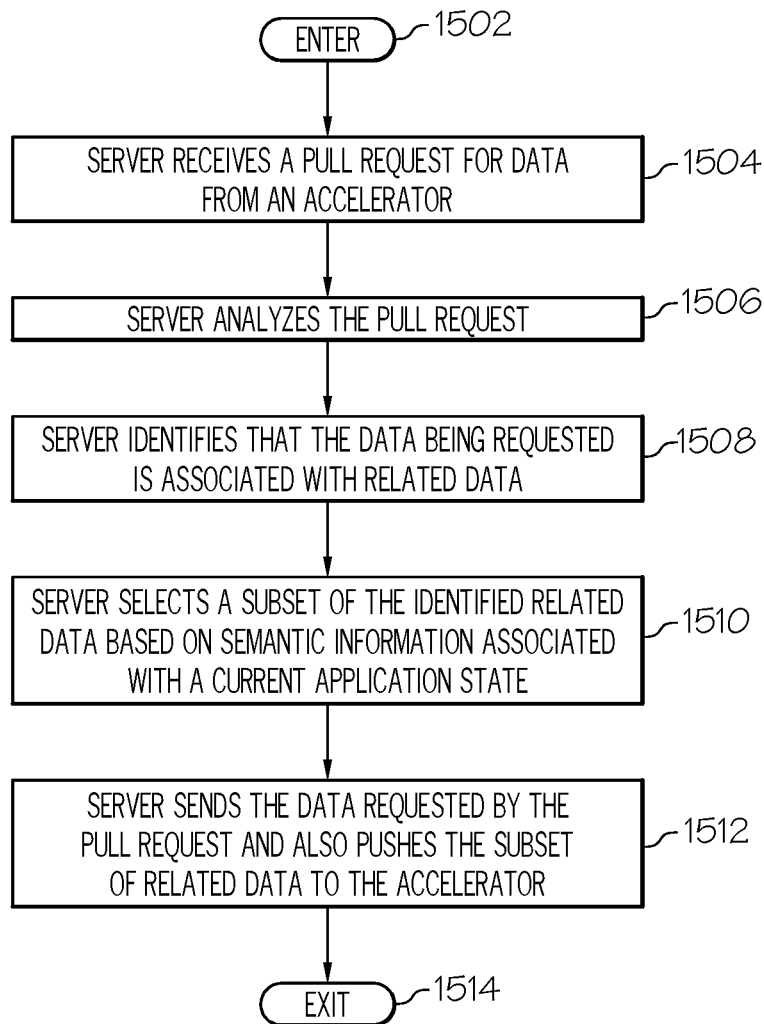 ENTER
1502
SERVER RECEIVES A PULL REQUEST FOR DATA
FROM AN ACCELERATOR
1504
SERVER ANALYZES THE PULL REQUEST
1506
SERVER IDENTIFIES THAT THE DATA BEING REQUESTED
IS ASSOCIATED WITH RELATED DATA
1508
SERVER SELECTS A SUBSET OF THE IDENTIFIED RELATED
DATA BASED ON SEMANTIC INFORMATION ASSOCIATED
WITH A CURRENT APPLICATION STATE
1510
SERVER SENDS THE DATA REQUESTED BY THE
PULL REQUEST AND ALSO PUSHES THE SUBSET
OF RELATED DATA TO THE ACCELERATOR
1512
EXIT
1514